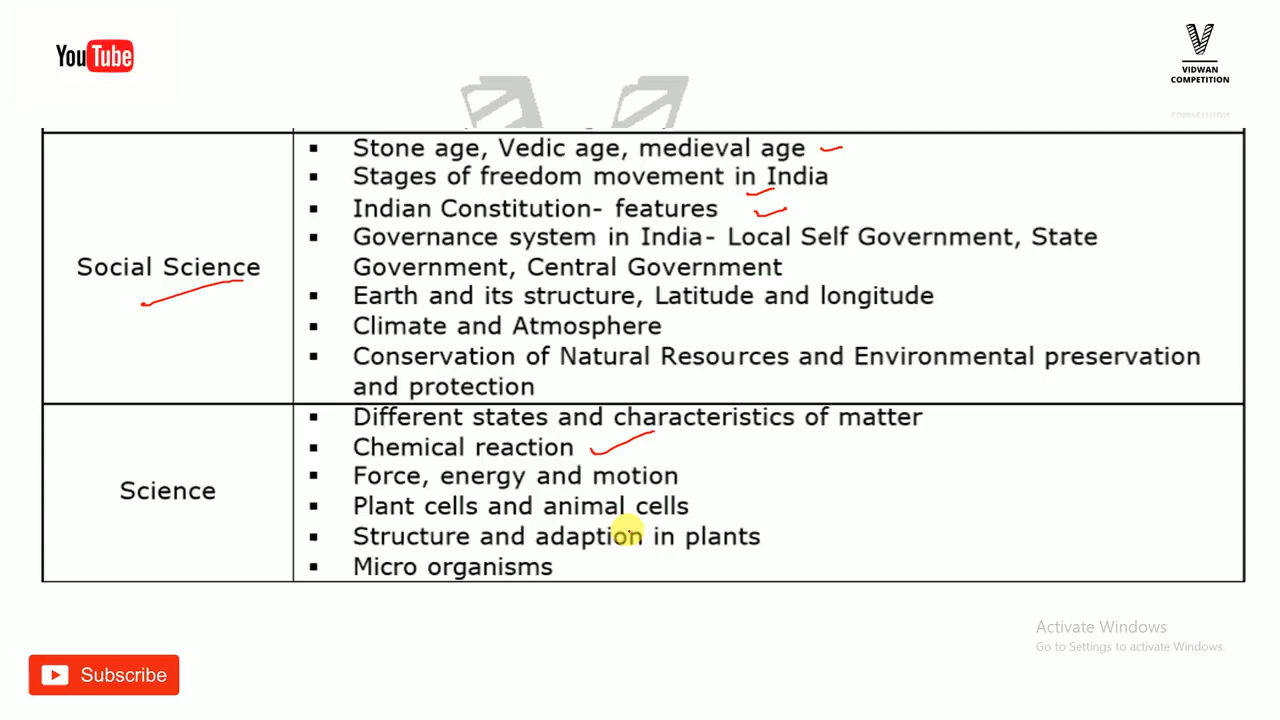 YouTube
VIDWAN
COMPETITION
▪ Stone age, Vedic age, medieval age
▪ Stages of freedom movement in India
▪ Indian Constitution- features
▪ Governance system in India- Local Self Government, State
Government, Central Government
Social Science
▪ Earth and its structure, Latitude and longitude
▪ Climate and Atmosphere
▪ Conservation of Natural Resources and Environmental preservation
and protection
▪ Different states and characteristics of matter
▪ Chemical reaction
▪ Force, energy and motion
Science
▪ Plant cells and animal cells
▪ Structure and adaption in plants
▪ Micro organisms
Activate Windows
Go to Settings to activate Windows.
Subscribe